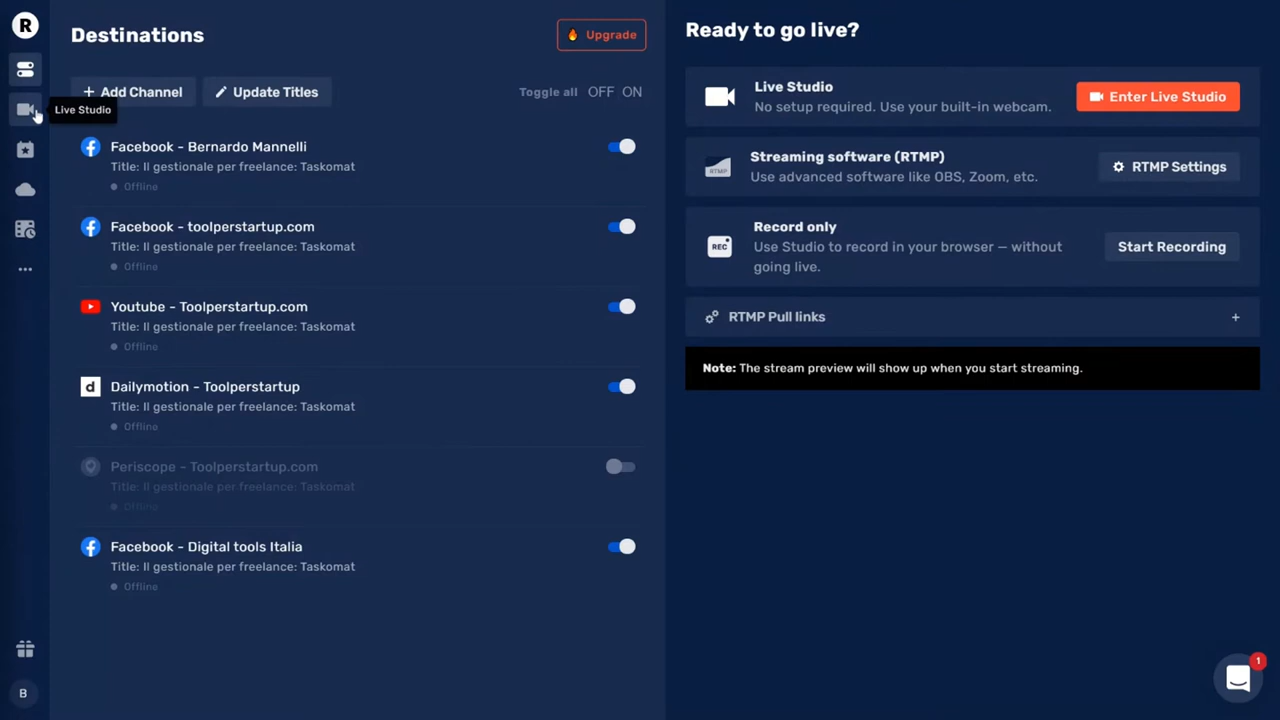 R
Destinations
Upgrade
+ Add Channel
Update Titles
Toggle all OFF ON
Live Studio
Facebook - Bernardo Mannelli
Title: Il gestionale per freelance: Taskomat
Offline
Facebook - toolperstartup.com
Title: Il gestionale per freelance: Taskomat
Offline
Youtube - Toolperstartup.com
Title: Il gestionale per freelance: Taskomat
Offline
d
Dailymotion - Toolperstartup
Title: Il gestionale per freelance: Taskomat
Offline
Periscope - Toolperstartup.com
Title: Il gestionale per freelance: Taskomat
Offline
Facebook - Digital tools Italia
Title: Il gestionale per freelance: Taskomat
Offline
B
Ready to go live?
Live Studio
No setup required. Use your built-in webcam.
Enter Live Studio
RTMP
Streaming software (RTMP)
Use advanced software like OBS, Zoom, etc.
RTMP Settings
REC
Record only
Use Studio to record in your browser — without
going live.
Start Recording
RTMP Pull links
+
Note: The stream preview will show up when you start streaming.
1